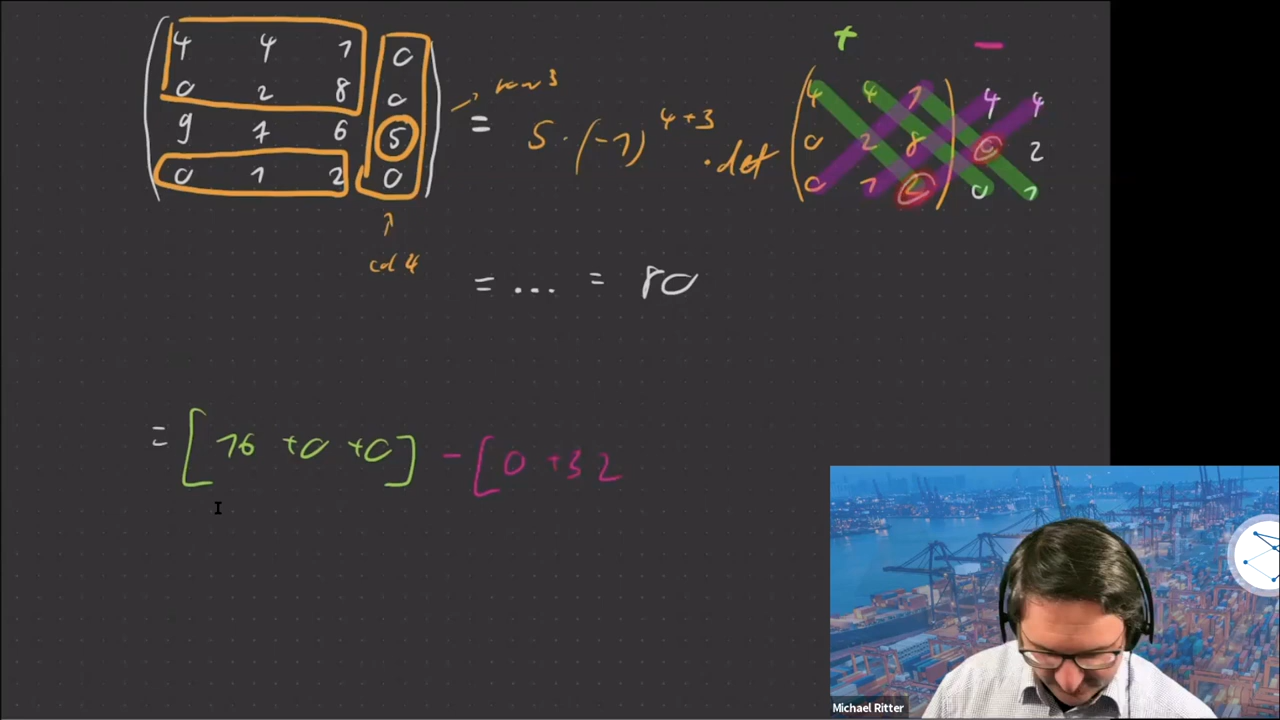 + −
4 4 1 0
0 2 8 0
9 7 6 5
0 1 2 0
row 3
col 4
= 5 · (-1)^{4+3} · det
4 4 1 4 4
0 2 8 0 2
0 1 2 0 1
= .... = 80
= [16 +0 +0] - [0 +32
Michael Ritter